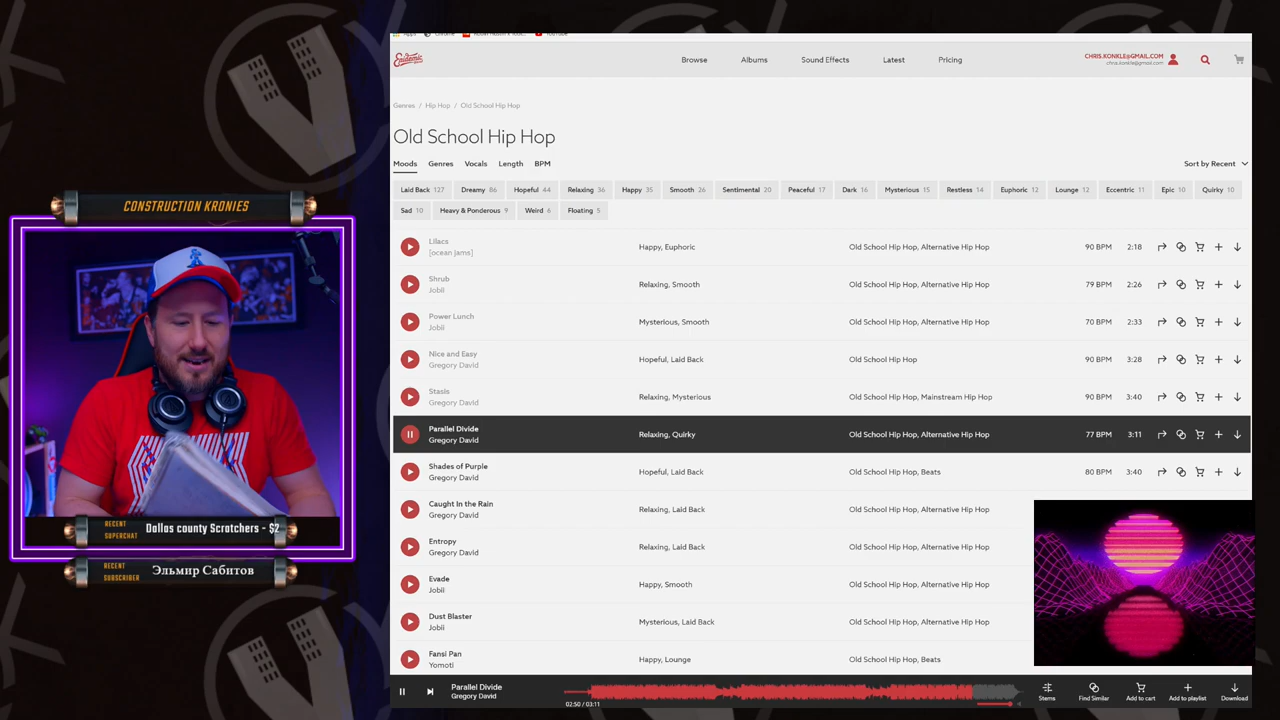 Apps
YouTube
Epidemic
Browse
Albums
Sound Effects
Latest
Pricing
CHRIS.KONKLE@GMAIL.COM
chris.konkle@gmail.com
Genres / Hip Hop / Old School Hip Hop
Old School Hip Hop
Moods Genres Vocals Length BPM
Sort by Recent
Laid Back 127 Dreamy 86 Hopeful 44 Relaxing 36 Happy 35 Smooth 26 Sentimental 20 Peaceful 17 Dark 16 Mysterious 15 Restless 14 Euphoric 12 Lounge 12 Eccentric 11 Epic 10 Quirky 10
Sad 10 Heavy & Ponderous 9 Weird 6 Floating 5
Lilacs
[ocean jams]
Happy, Euphoric
Old School Hip Hop, Alternative Hip Hop
90 BPM 2:18
Shrub
Jobii
Relaxing, Smooth
Old School Hip Hop, Alternative Hip Hop
79 BPM 2:26
Power Lunch
Jobii
Mysterious, Smooth
Old School Hip Hop, Alternative Hip Hop
70 BPM 2:33
Nice and Easy
Gregory David
Hopeful, Laid Back
Old School Hip Hop
90 BPM 3:28
Stasis
Gregory David
Relaxing, Mysterious
Old School Hip Hop, Mainstream Hip Hop
90 BPM 3:40
Parallel Divide
Gregory David
Relaxing, Quirky
Old School Hip Hop, Alternative Hip Hop
77 BPM 3:11
Shades of Purple
Gregory David
Hopeful, Laid Back
Old School Hip Hop, Beats
80 BPM 3:40
Caught In the Rain
Gregory David
Relaxing, Laid Back
Old School Hip Hop, Alternative Hip Hop
Entropy
Gregory David
Relaxing, Laid Back
Old School Hip Hop, Alternative Hip Hop
Evade
Jobii
Happy, Smooth
Old School Hip Hop, Alternative Hip Hop
Dust Blaster
Jobii
Mysterious, Laid Back
Old School Hip Hop, Alternative Hip Hop
Fansi Pan
Yomoti
Happy, Lounge
Old School Hip Hop, Beats
Parallel Divide
Gregory David
02:50 / 03:11
Stems
Find Similar
Add to cart
Add to playlist
Download
CONSTRUCTION KRONIES
RECENT
SUPERCHAT
Dallas county Scratchers - $2
RECENT
SUBSCRIBER
Эльмир Сабитов